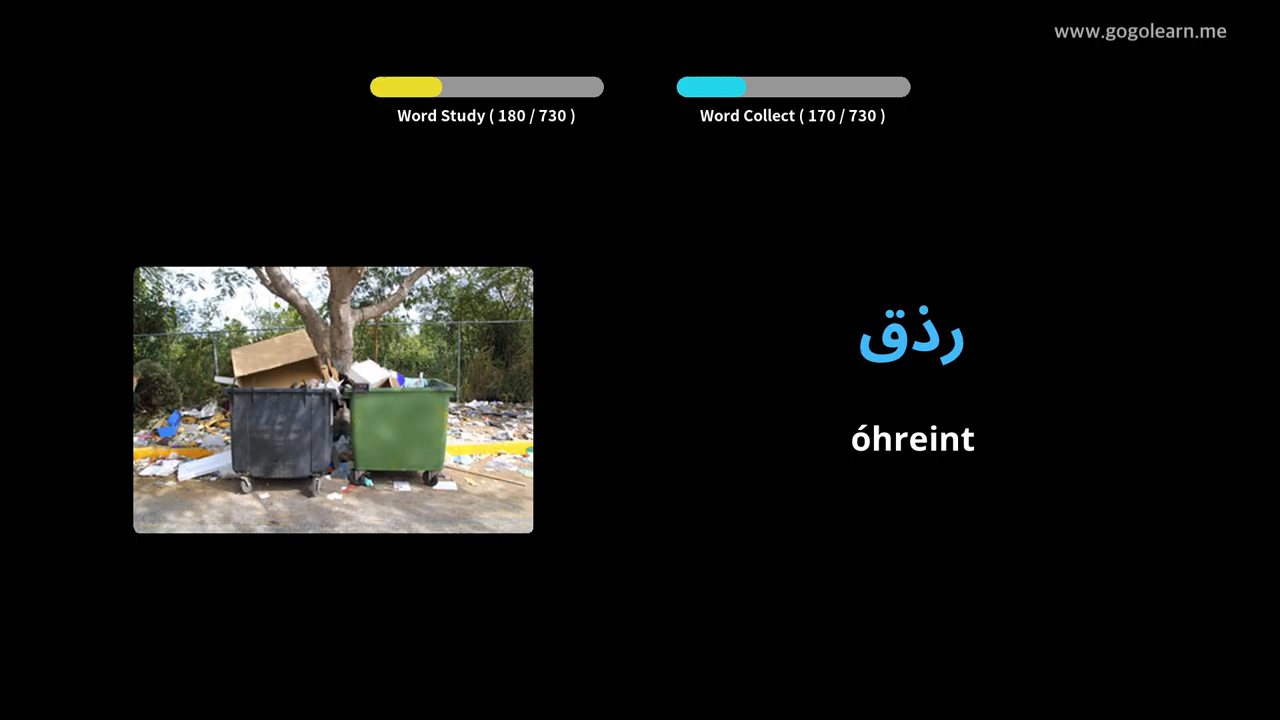 www.gogolearn.me
Word Study ( 180 / 730 )
Word Collect ( 170 / 730 )
رذق
óhreint